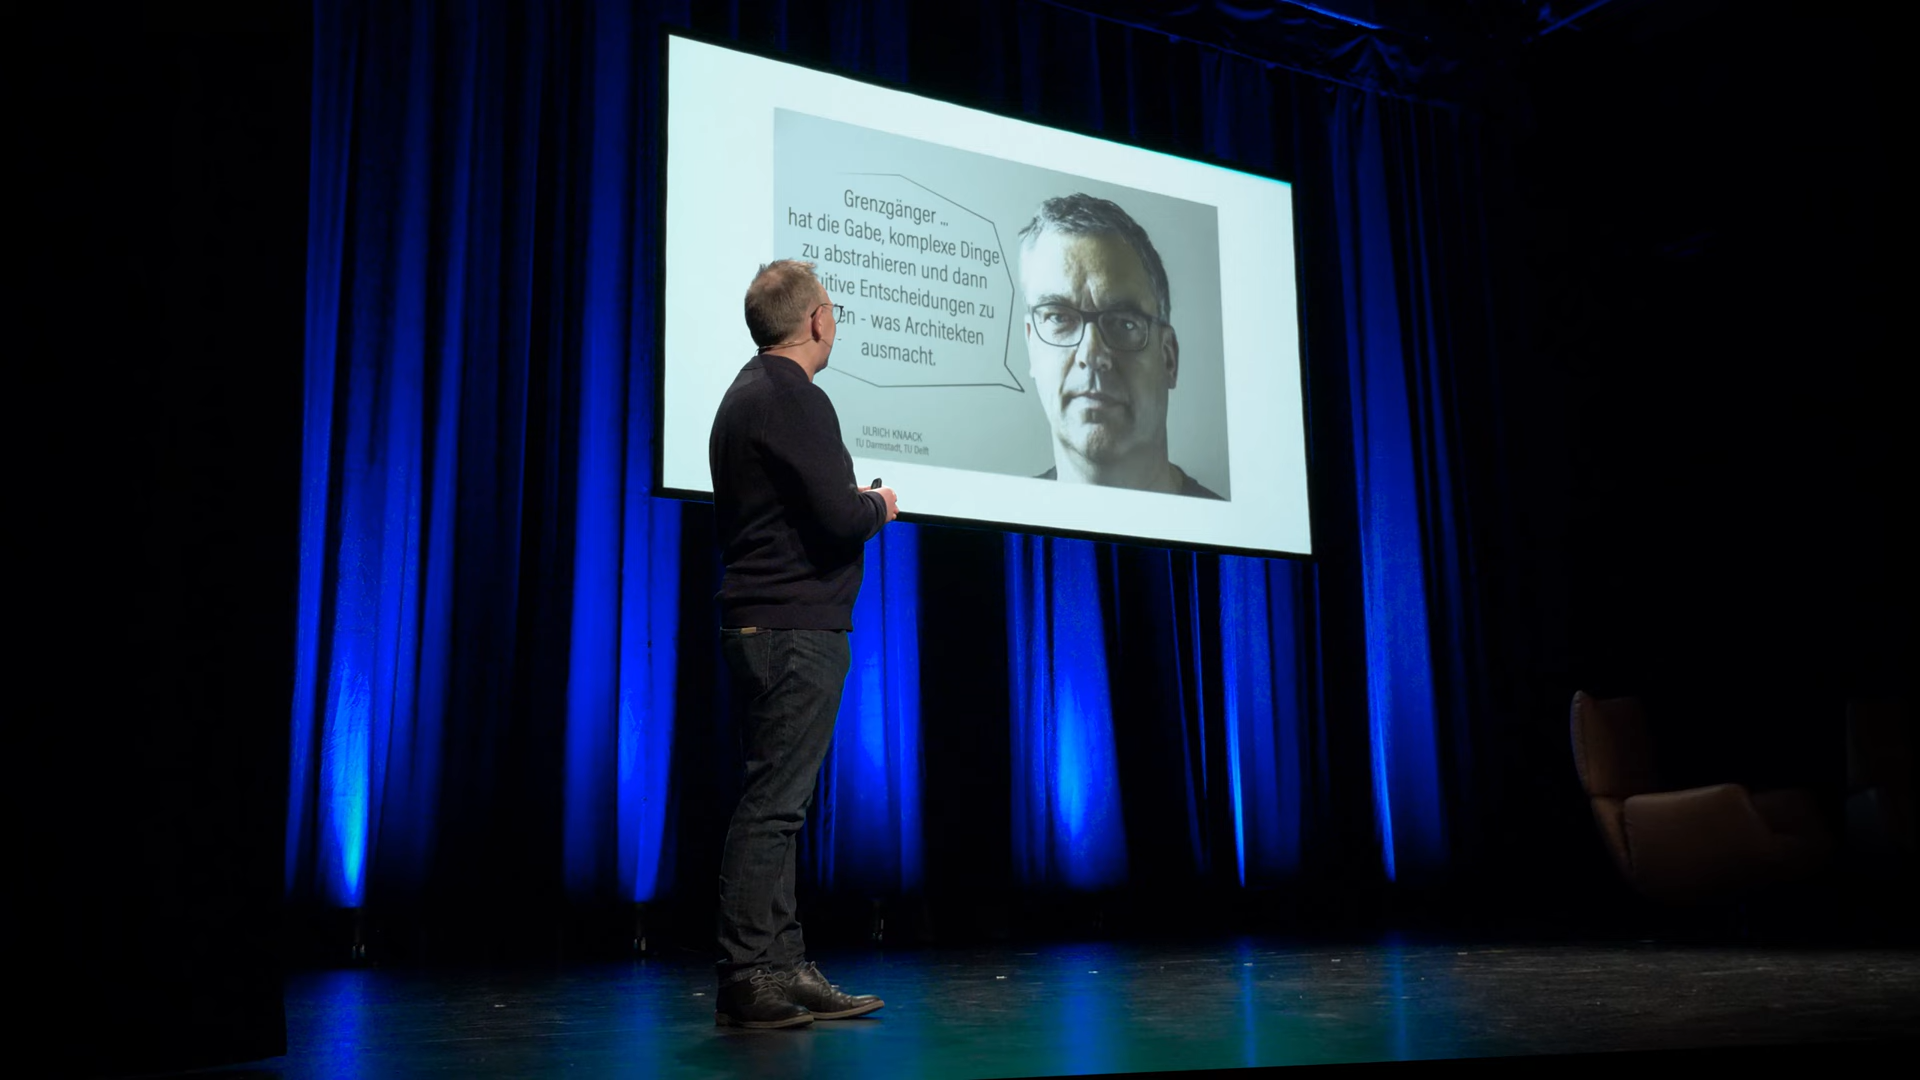 Grenzgänger ...
hat die Gabe, komplexe Dinge
zu abstrahieren und dann
uitive Entscheidungen zu
en - was Architekten
ausmacht.
ULRICH KNAACK
TU Darmstadt, TU Delft